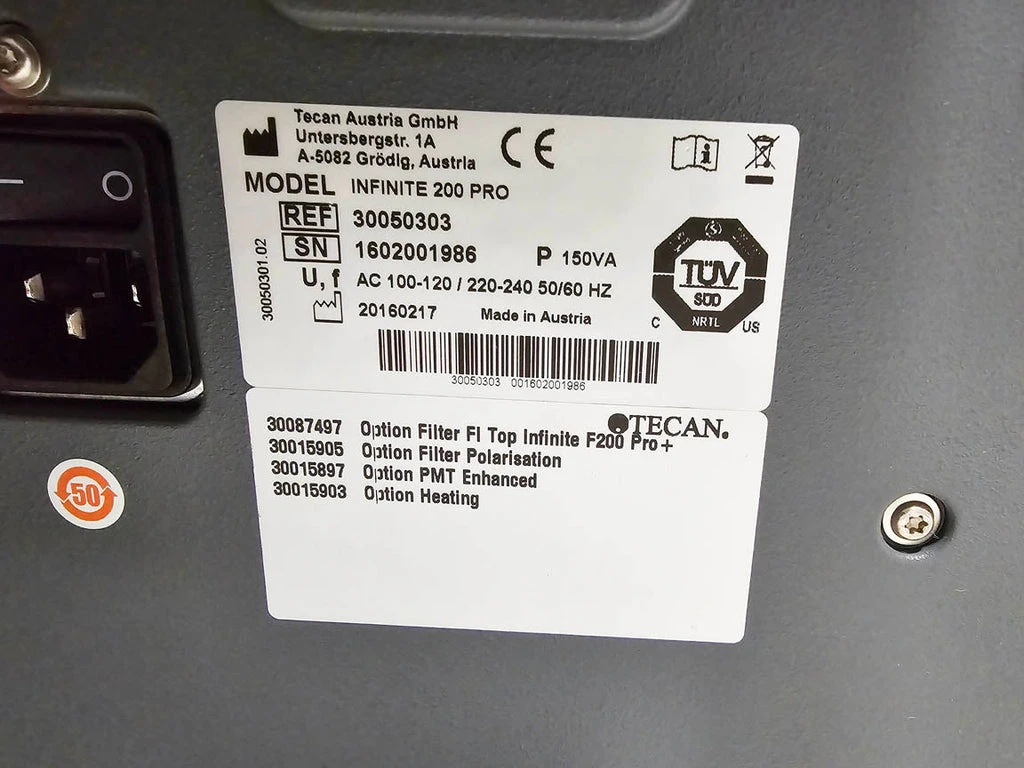 Tecan Austria GmbH
Untersbergstr. 1A
A-5082 Grödig, Austria
CE
MODEL INFINITE 200 PRO
REF 30050303
SN 1602001986 P 150VA
U, f AC 100-120 / 220-240 50/60 HZ
20160217 Made in Austria
30050301.02
TÜV
SÜD
C NRTL US
30050303 001602001986
TECAN.
30087497 Option Filter FI Top Infinite F200 Pro+
30015905 Option Filter Polarisation
30015897 Option PMT Enhanced
30015903 Option Heating
50